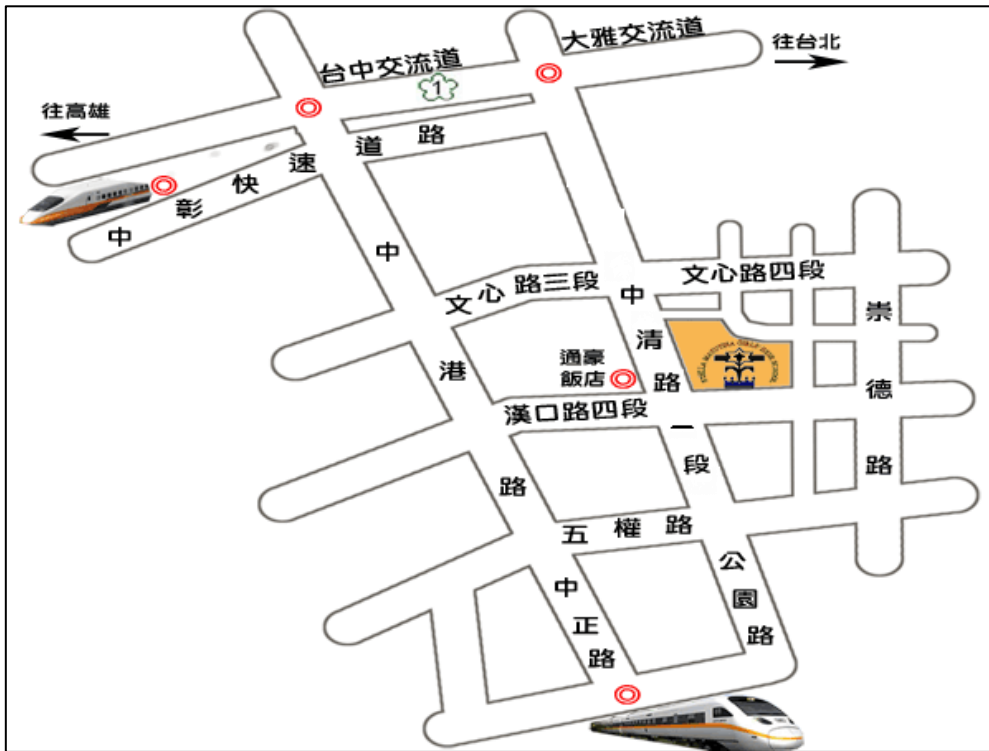 大雅交流道
往台北
台中交流道
1
往高雄
中彰快速道路
文心路三段
文心路四段
中港路
中清路一段
崇德路
通豪
飯店
漢口路四段
五權路
中正路
公園路